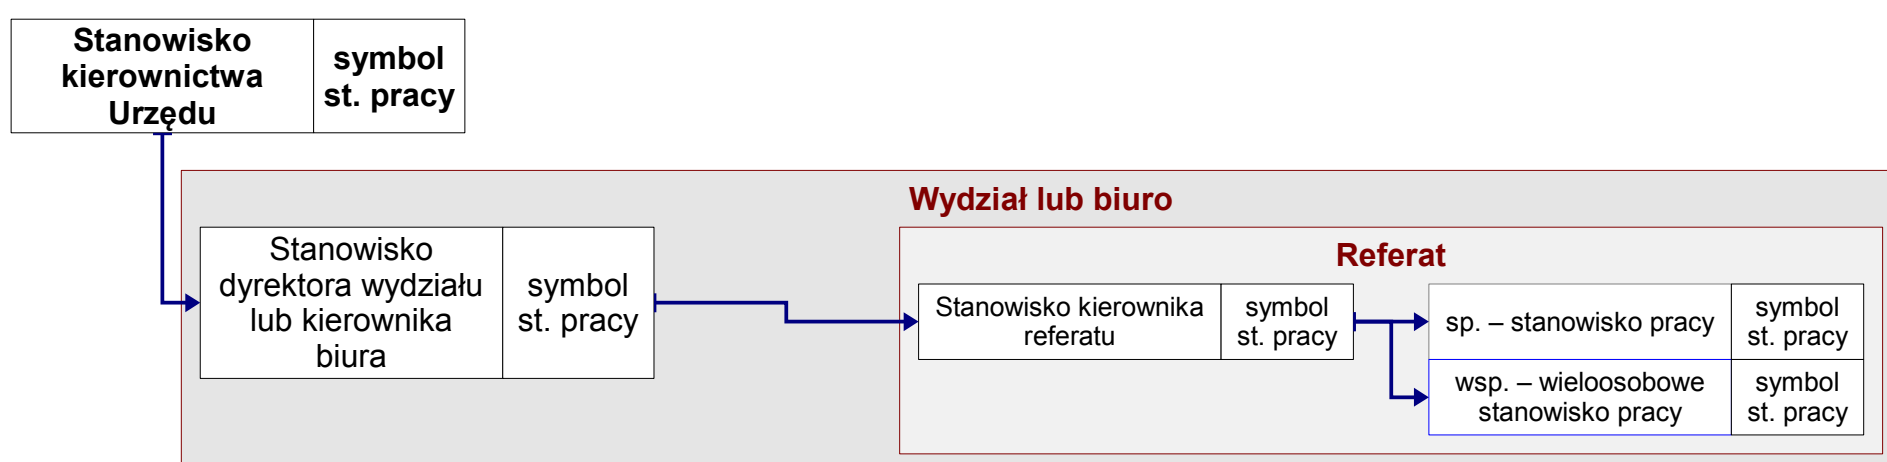 Stanowisko
kierownictwa
Urzędu
symbol
st. pracy
Wydział lub biuro
Stanowisko
dyrektora wydziału
lub kierownika
biura
symbol
st. pracy
Referat
Stanowisko kierownika
referatu
symbol
st. pracy
sp. – stanowisko pracy
symbol
st. pracy
wsp. – wieloosobowe
stanowisko pracy
symbol
st. pracy